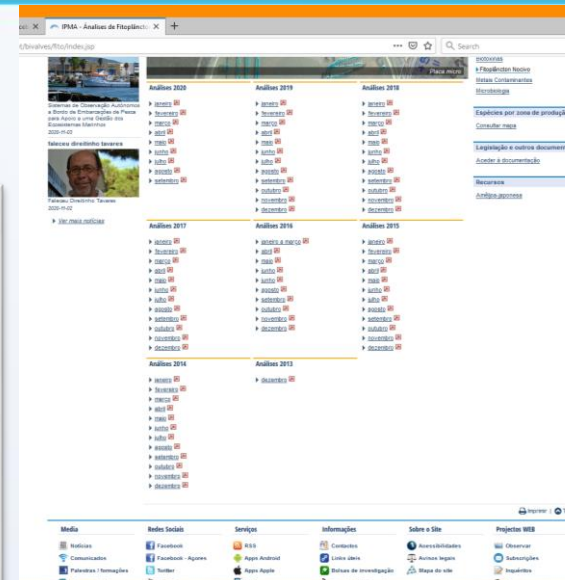 IPMA - Ánalises de Fitoplâncto
t/bivalves/fito/index.jsp
Search
Place micro
Sistemas de Observação Autónomos
a Bordo de Embarcações de Pesca
para Apoio a uma Gestão dos
Ecossistemas Marinhos
2020-11-03
faleceu direitinho tavares
Faleceu Direitinho Tavares
2020-11-02
Ver mais notícias
Análises 2020
janeiro
fevereiro
março
abril
maio
junho
julho
agosto
setembro
Análises 2019
janeiro
fevereiro
março
abril
maio
junho
julho
agosto
setembro
outubro
novembro
dezembro
Análises 2018
janeiro
fevereiro
março
abril
maio
junho
julho
agosto
setembro
outubro
novembro
dezembro
Análises 2017
janeiro
fevereiro
março
abril
maio
junho
julho
agosto
setembro
outubro
novembro
dezembro
Análises 2016
janeiro a março
abril
maio
junho
junho
agosto
setembro
outubro
novembro
dezembro
Análises 2015
janeiro
fevereiro
março
abril
maio
junho
julho
agosto
setembro
outubro
novembro
dezembro
Análises 2014
janeiro
fevereiro
março
abril
maio
junho
julho
agosto
setembro
outubro
novembro
dezembro
Análises 2013
dezembro
Biotoxinas
Fitoplâncton Nocivo
Metais Contaminantes
Microbiologia
Espécies por zona de produçã
Consultar mapa
Legislação e outros document
Aceder à documentação
Recursos
Amêijoa-japonesa
Imprimir
Media
Notícias
Comunicados
Palestras / formações
Redes Sociais
Facebook
Facebook - Açores
Twitter
Serviços
RSS
Apps Android
Apps Apple
Informações
Contactos
Links úteis
Bolsas de investigação
Sobre o Site
Acessibilidades
Avisos legais
Mapa do site
Projectos WEB
Observar
Subscrições
Inquéritos